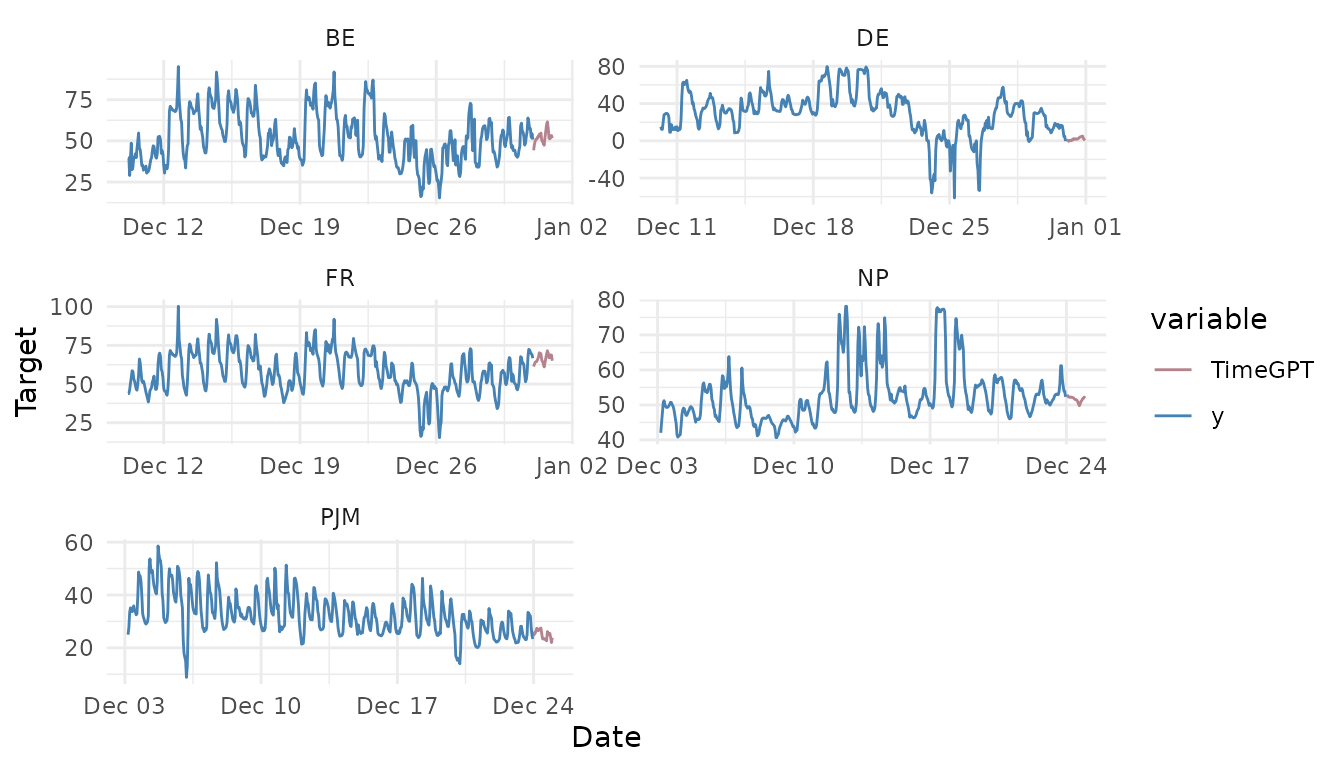 BE
DE
75
50
25
80
40
0
-40
Dec 12 Dec 19 Dec 26 Jan 02
Dec 11 Dec 18 Dec 25 Jan 01
FR
NP
100
75
50
25
80
70
60
50
40
Dec 12 Dec 19 Dec 26 Jan 02
Dec 03 Dec 10 Dec 17 Dec 24
PJM
60
40
20
Dec 03 Dec 10 Dec 17 Dec 24
Target
Date
variable
TimeGPT
y